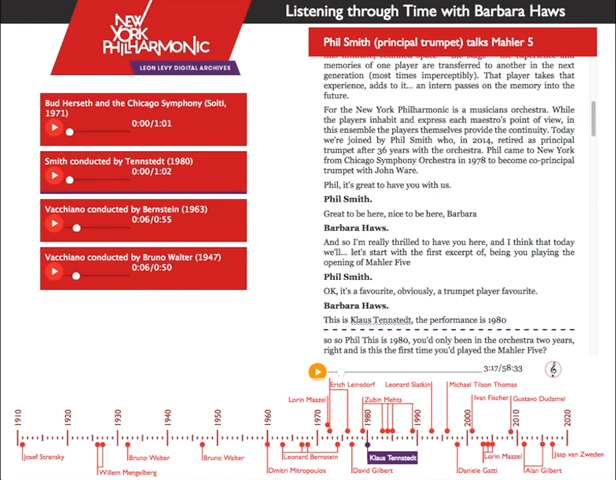 Listening through Time with Barbara Haws
NEW
YORK
PHILHARMONIC
LEON LEVY DIGITAL ARCHIVES
Phil Smith (principal trumpet) talks Mahler 5
memories of one player are transferred to another in the next
generation (most times imperceptibly). That player takes that
experience, adds to it... an intern passes on the memory into the
future.
For the New York Philharmonic is a musicians orchestra. While
the players inhabit and express each maestro's point of view, in
this ensemble the players themselves provide the continuity. Today
we're joined by Phil Smith who, in 2014, retired as principal
trumpet after 36 years with the orchestra. Phil came to New York
from Chicago Symphony Orchestra in 1978 to become co-principal
trumpet with John Ware.
Phil, it's great to have you with us.
Phil Smith.
Great to be here, nice to be here, Barbara
Barbara Haws.
And so I'm really thrilled to have you here, and I think that today
we'll... let's start with the first excerpt of, being you playing the
opening of Mahler Five
Phil Smith.
OK, it's a favourite, obviously, a trumpet player favourite.
Barbara Haws.
This is Klaus Tennstedt, the performance is 1980
so so Phil This is 1980, you'd only been in the orchestra two years,
right and is this the first time you'd played the Mahler Five?
Bud Herseth and the Chicago Symphony (Solti,
1971)
0:00/1:01
Smith conducted by Tennstedt (1980)
0:00/1:02
Vacchiano conducted by Bernstein (1963)
0:06/0:55
Vacchiano conducted by Bruno Walter (1947)
0:06/0:50
3:17/58:33
Erich Leinsdorf
Leonard Slatkin
Michael Tilson Thomas
Lorin Maazel
Zubin Mehta
Ivan Fischer
Gustavo Dudamel
1910
1920
1930
1940
1950
1960
1970
1980
1990
2000
2010
2020
Josef Stransky
Bruno Walter
Bruno Walter
Leonard Bernstein
Klaus Tennstedt
Lorin Maazel
Jaap van Zweden
Willem Mengelberg
Dmitri Mitropoulos
David Gilbert
Daniele Gatti
Alan Gilbert